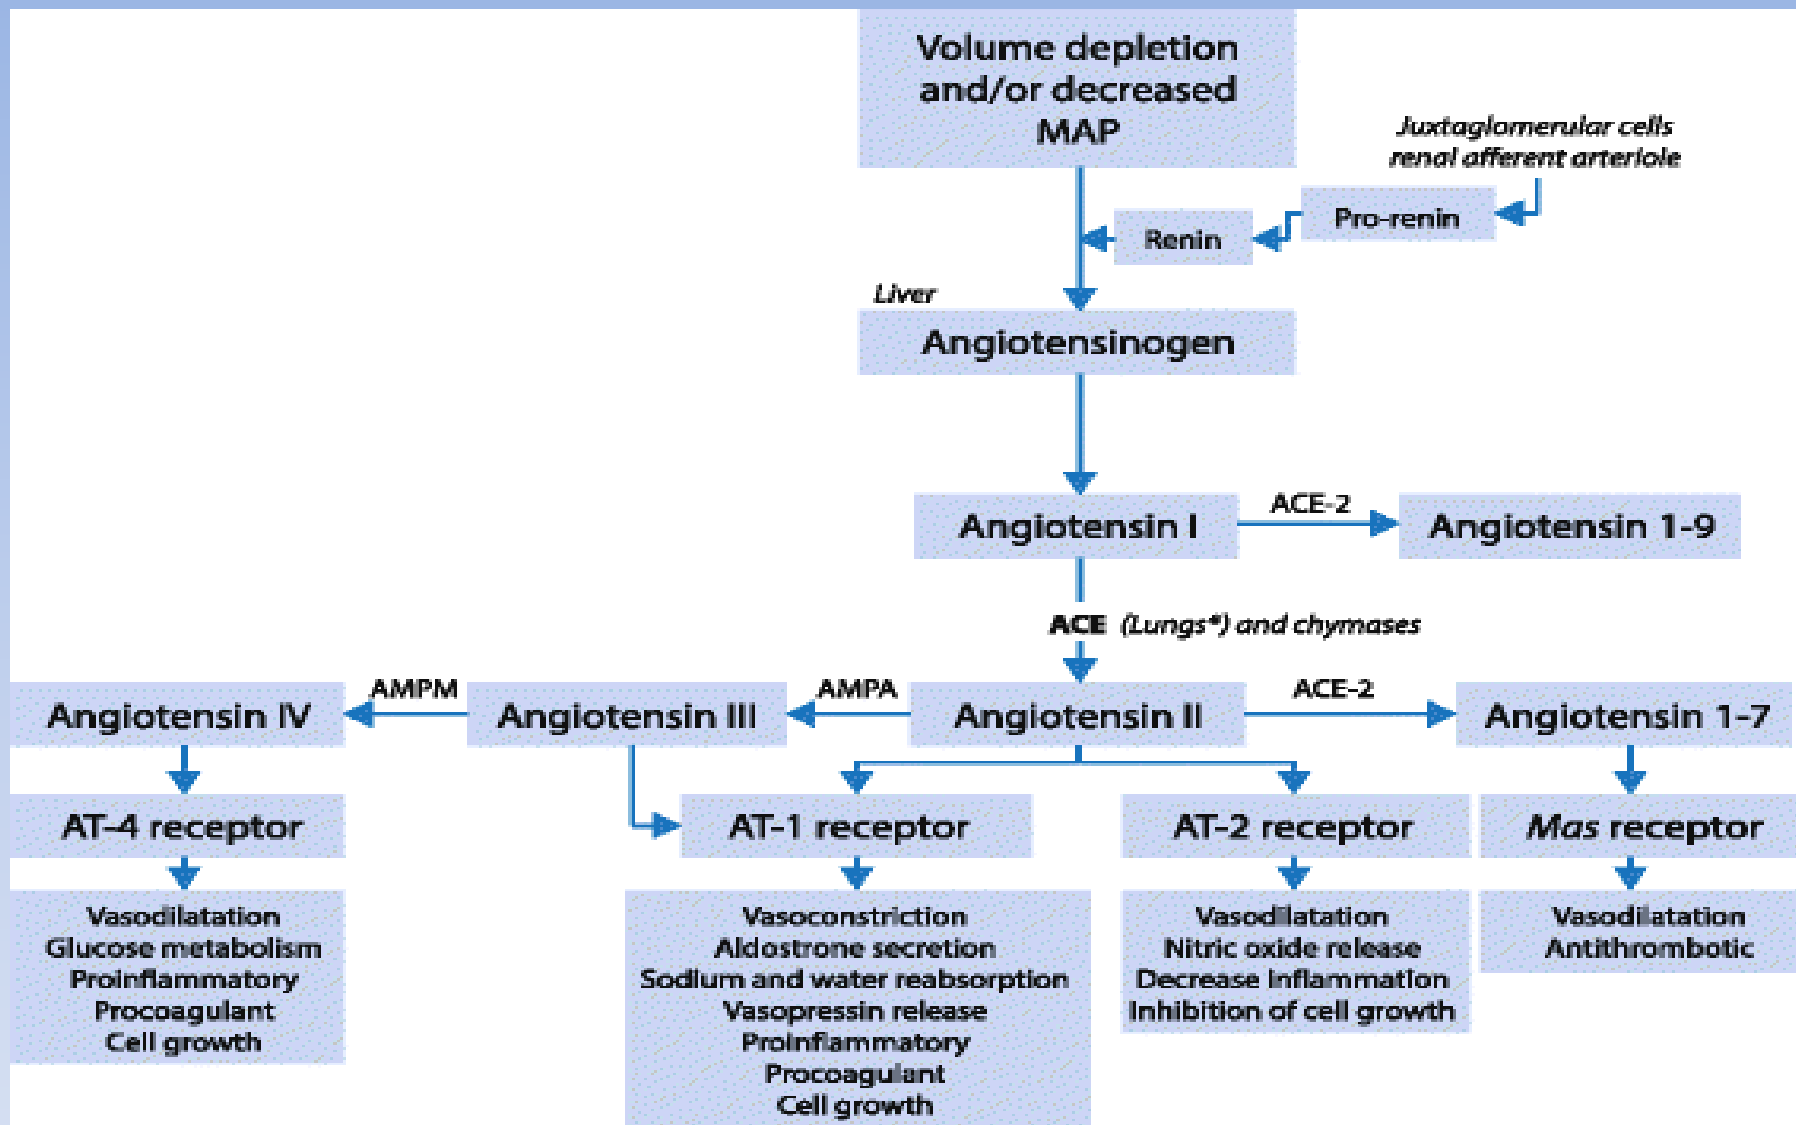 Volume depletion
and/or decreased
MAP
Juxtaglomerular cells
renal afferent arteriole
Pro-renin
Renin
Liver
Angiotensinogen
Angiotensin I
ACE-2
Angiotensin 1-9
ACE (Lungs*) and chymases
Angiotensin IV
AMPM
Angiotensin III
AMPA
Angiotensin II
ACE-2
Angiotensin 1-7
AT-4 receptor
AT-1 receptor
AT-2 receptor
Mas receptor
Vasodilatation
Glucose metabolism
Proinflammatory
Procoagulant
Cell growth
Vasoconstriction
Aldostrone secretion
Sodium and water reabsorption
Vasopressin release
Proinflammatory
Procoagulant
Cell growth
Vasodilatation
Nitric oxide release
Decrease inflammation
Inhibition of cell growth
Vasodilatation
Antithrombotic